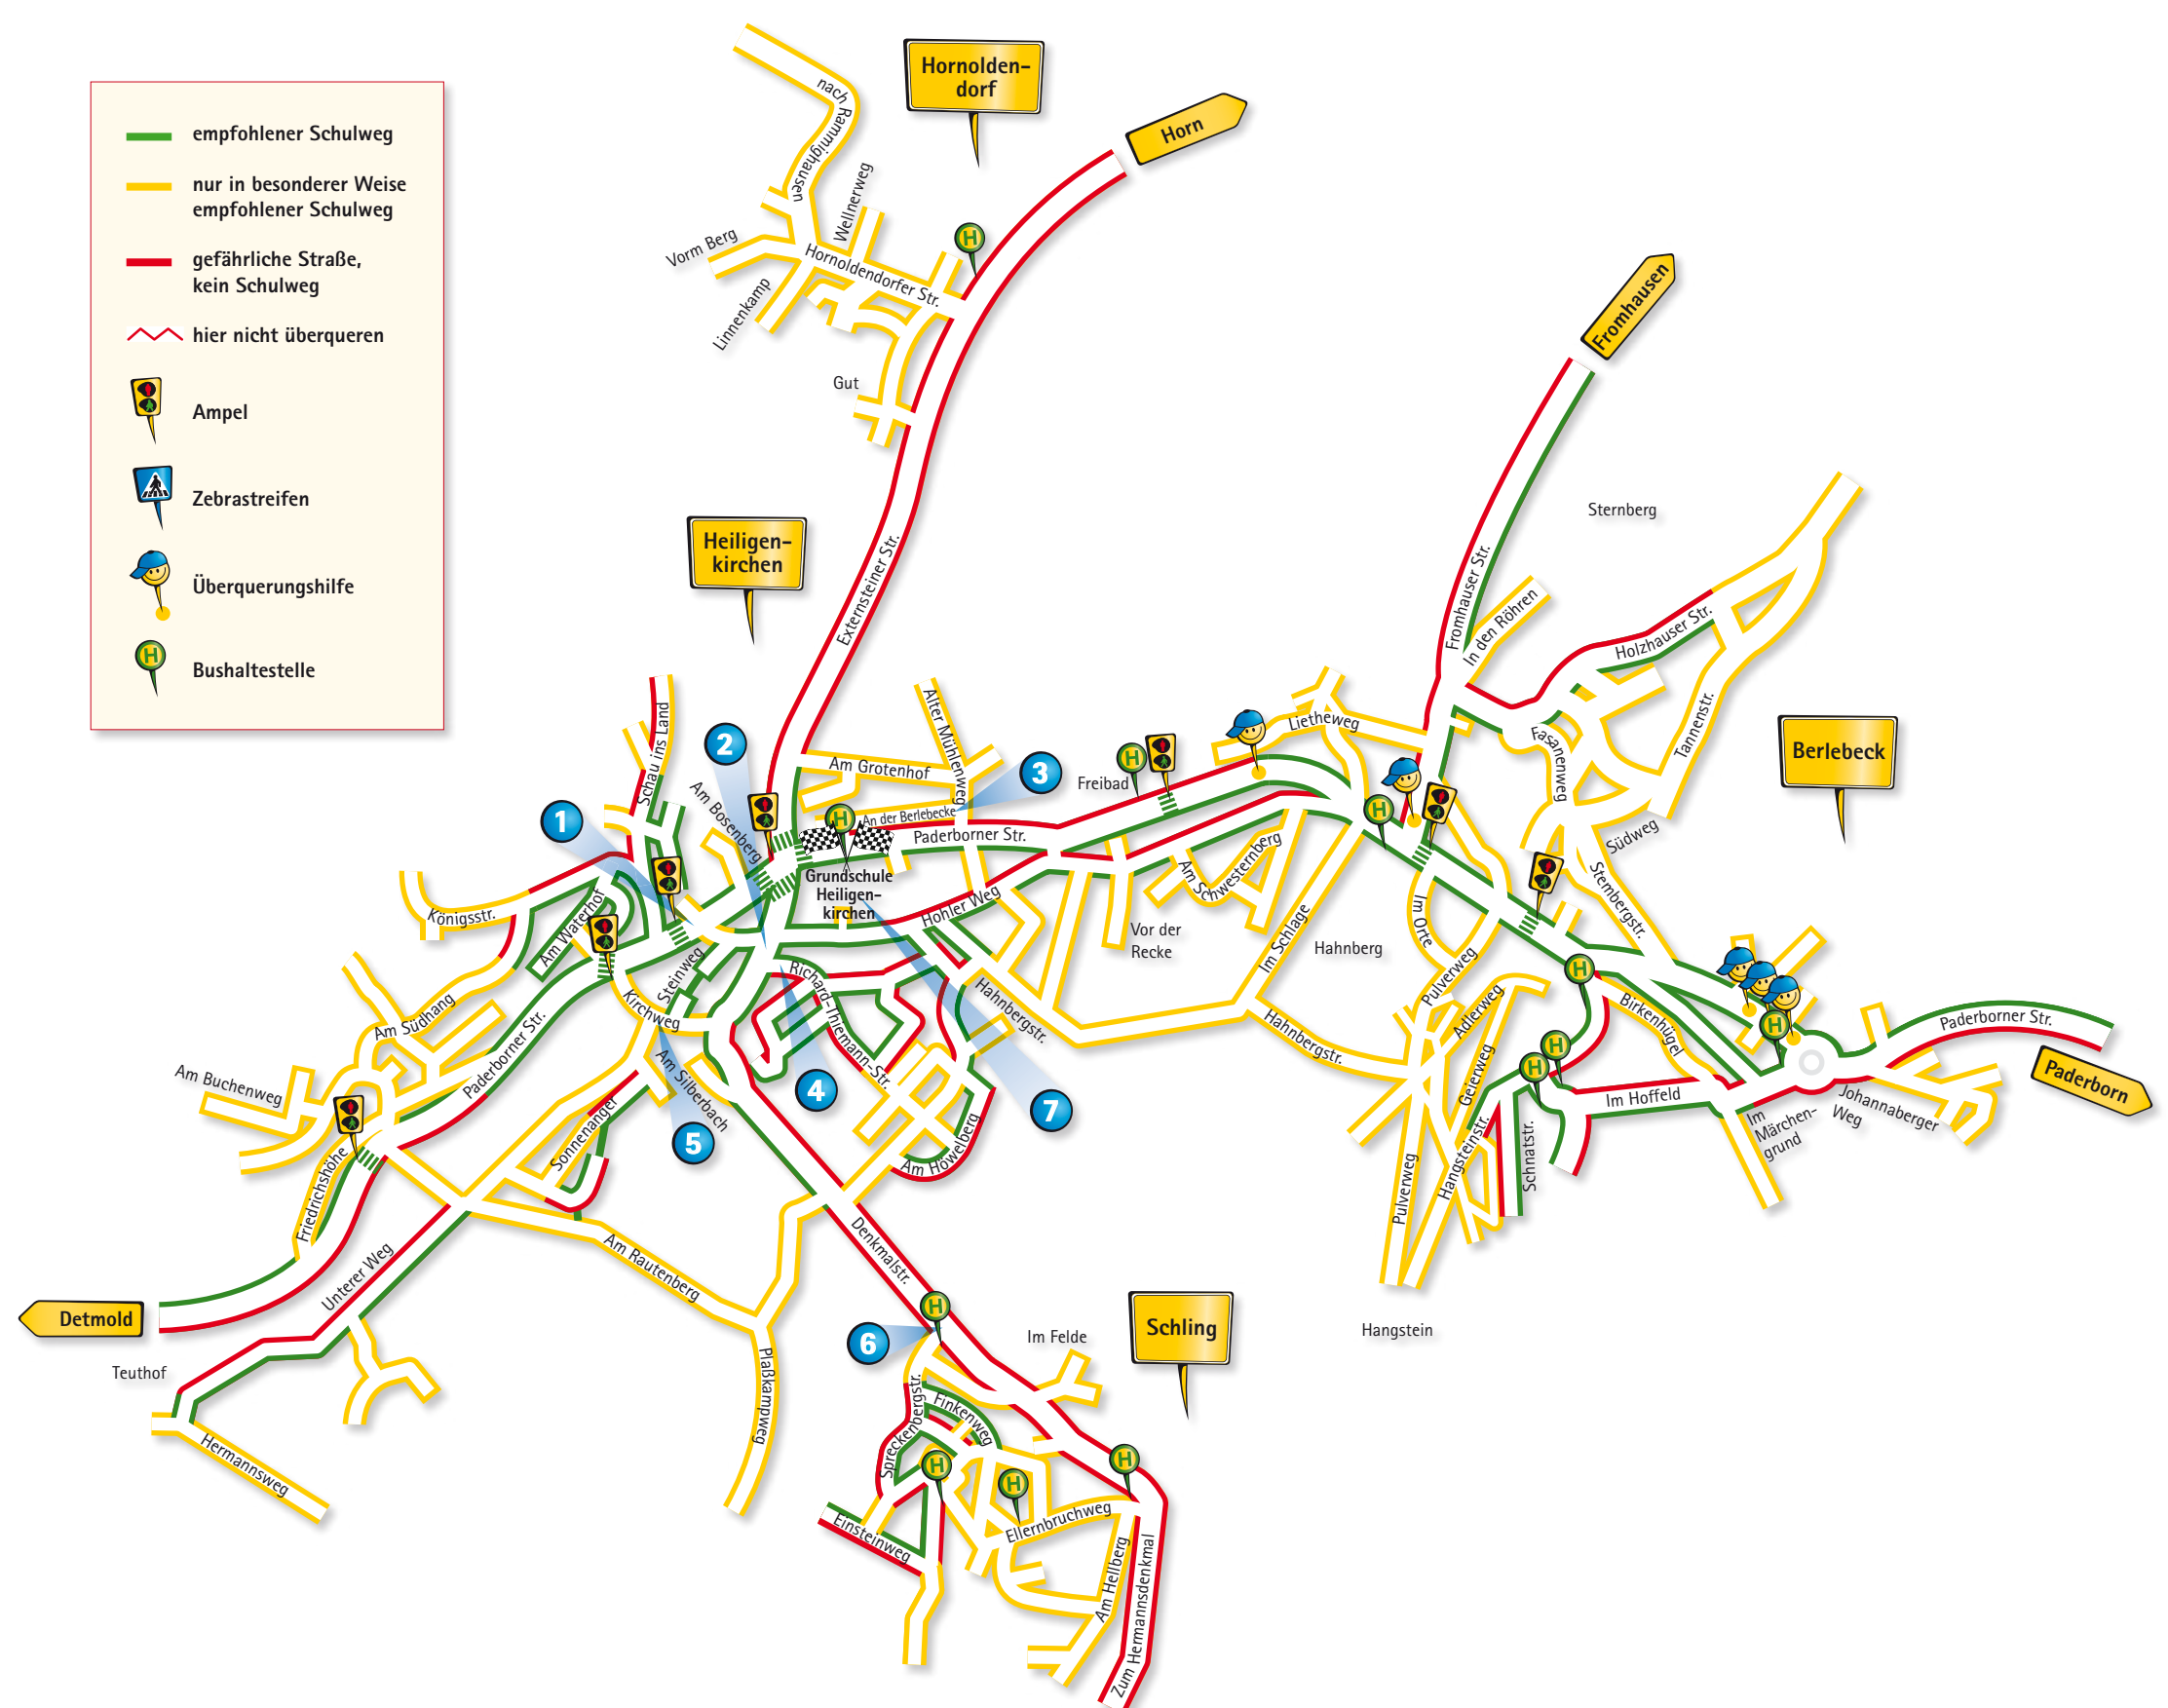 empfohlener Schulweg
nur in besonderer Weise
empfohlener Schulweg
gefährliche Straße,
kein Schulweg
hier nicht überqueren
Ampel
Zebrastreifen
Überquerungshilfe
H
Bushaltestelle
Hornolden-
dorf
Horn
nach Rammighausen
Wellnerweg
Vorm Berg
Hornoldendorfer Str.
Linnenkamp
H
Gut
Fromhausen
Sternberg
Heiligen-
kirchen
Externsteiner Str.
Fromhauser Str.
In den Röhren
Holzhauser Str.
Tannenstr.
Fasanenweg
Südweg
Sternbergstr.
Berlebeck
Schau ins Land
2
Am Bosenberg
1
Alter Mühlenweg
Am Grotenhof
3
An der Berlebecke
H
Freibad
H
Lietheweg
H
Paderborner Str.
Grundschule
Heiligen-
kirchen
Königsstr.
Am Waterhof
Hohler Weg
Am Schwesternberg
Vor der
Recke
Im Schlage
Hahnberg
Im Orte
Pulverweg
Adlerweg
H
Birkenhügel
H
Paderborner Str.
Paderborn
Am Südhang
Steinweg
Kirchweg
Richard-Thiemann-Str.
Hahnbergstr.
Hahnbergstr.
Geierweg
H
H
Im Hoffeld
Im
Märchen-
grund
Johannaberger
Weg
Am Buchenweg
Paderborner Str.
Am Silberbach
4
5
7
Sonnenanger
Am Howelberg
Hangsteinstr.
Schnatstr.
Pulverweg
Friedrichshöhe
Unterer Weg
Am Rautenberg
Denkmalstr.
Detmold
Teuthof
Hermannsweg
Plaßkampweg
H
6
Im Felde
Schling
Hangstein
Spreckenbergstr.
Finkenweg
H
H
H
Einsteinweg
Ellernbruchweg
Am Hellberg
Zum Hermannsdenkmal